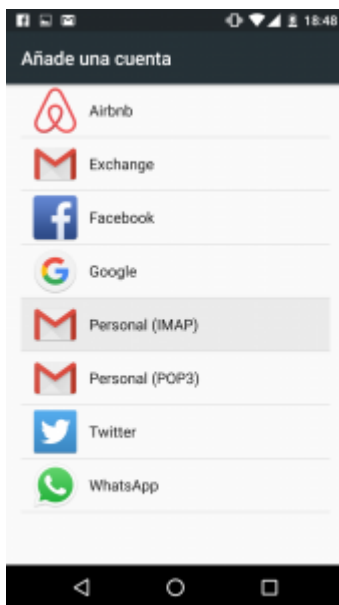 18:48
Añade una cuenta
Airbnb
Exchange
Facebook
Google
Personal (IMAP)
Personal (POP3)
Twitter
WhatsApp